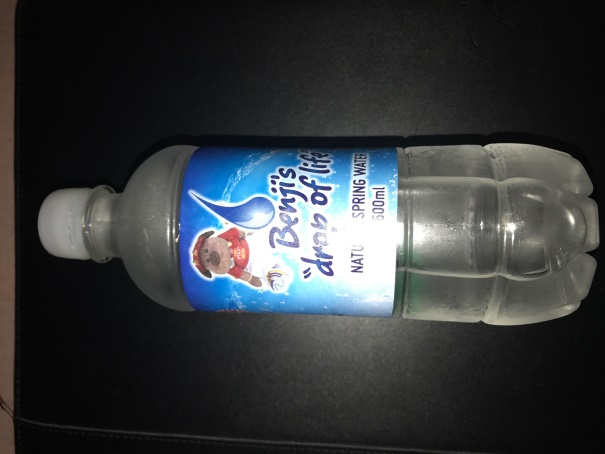 Benji's
"drop of life"
NATU SPRING WATER
600ml